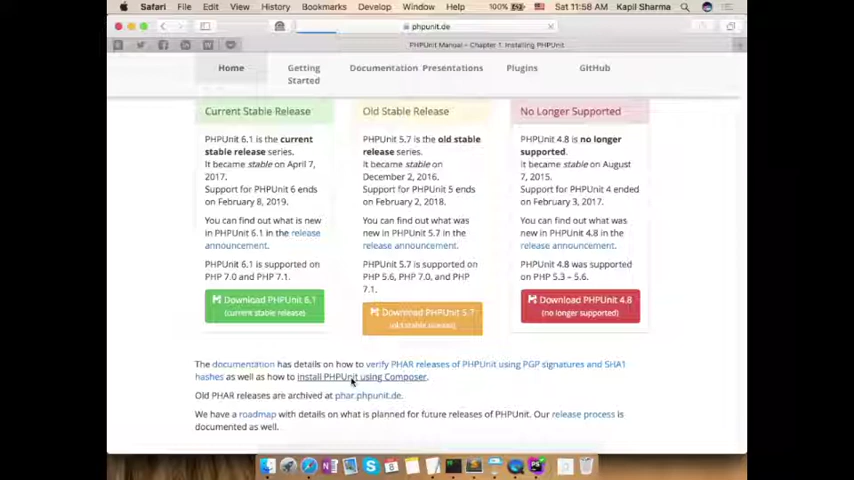 Safari File Edit View History Bookmarks Develop Window Help 100% Sat 11:58 AM Kapil Sharma
phpunit.de
PHPUnit Manual – Chapter 1. Installing PHPUnit
Home Getting Started Documentation Presentations Plugins GitHub
Current Stable Release
PHPUnit 6.1 is the current
stable release series.
It became stable on April 7,
2017.
Support for PHPUnit 6 ends
on February 8, 2019.
You can find out what is new
in PHPUnit 6.1 in the release
announcement.
PHPUnit 6.1 is supported on
PHP 7.0 and PHP 7.1.
Download PHPUnit 6.1
(current stable release)
Old Stable Release
PHPUnit 5.7 is the old stable
release series.
It became stable on
December 2, 2016.
Support for PHPUnit 5 ends
on February 2, 2018.
You can find out what was
new in PHPUnit 5.7 in the
release announcement.
PHPUnit 5.7 is supported on
PHP 5.6, PHP 7.0, and PHP
7.1.
Download PHPUnit 5.7
(old stable release)
No Longer Supported
PHPUnit 4.8 is no longer
supported.
It became stable on August
7, 2015.
Support for PHPUnit 4 ended
on February 3, 2017.
You can find out what was
new in PHPUnit 4.8 in the
release announcement.
PHPUnit 4.8 was supported
on PHP 5.3 – 5.6.
Download PHPUnit 4.8
(no longer supported)
The documentation has details on how to verify PHAR releases of PHPUnit using PGP signatures and SHA1
hashes as well as how to install PHPUnit using Composer.
Old PHAR releases are archived at phar.phpunit.de.
We have a roadmap with details on what is planned for future releases of PHPUnit. Our release process is
documented as well.